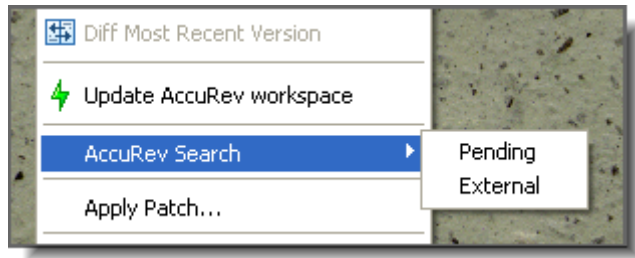 Diff Most Recent Version
Update AccuRev workspace
AccuRev Search
Pending
External
Apply Patch...